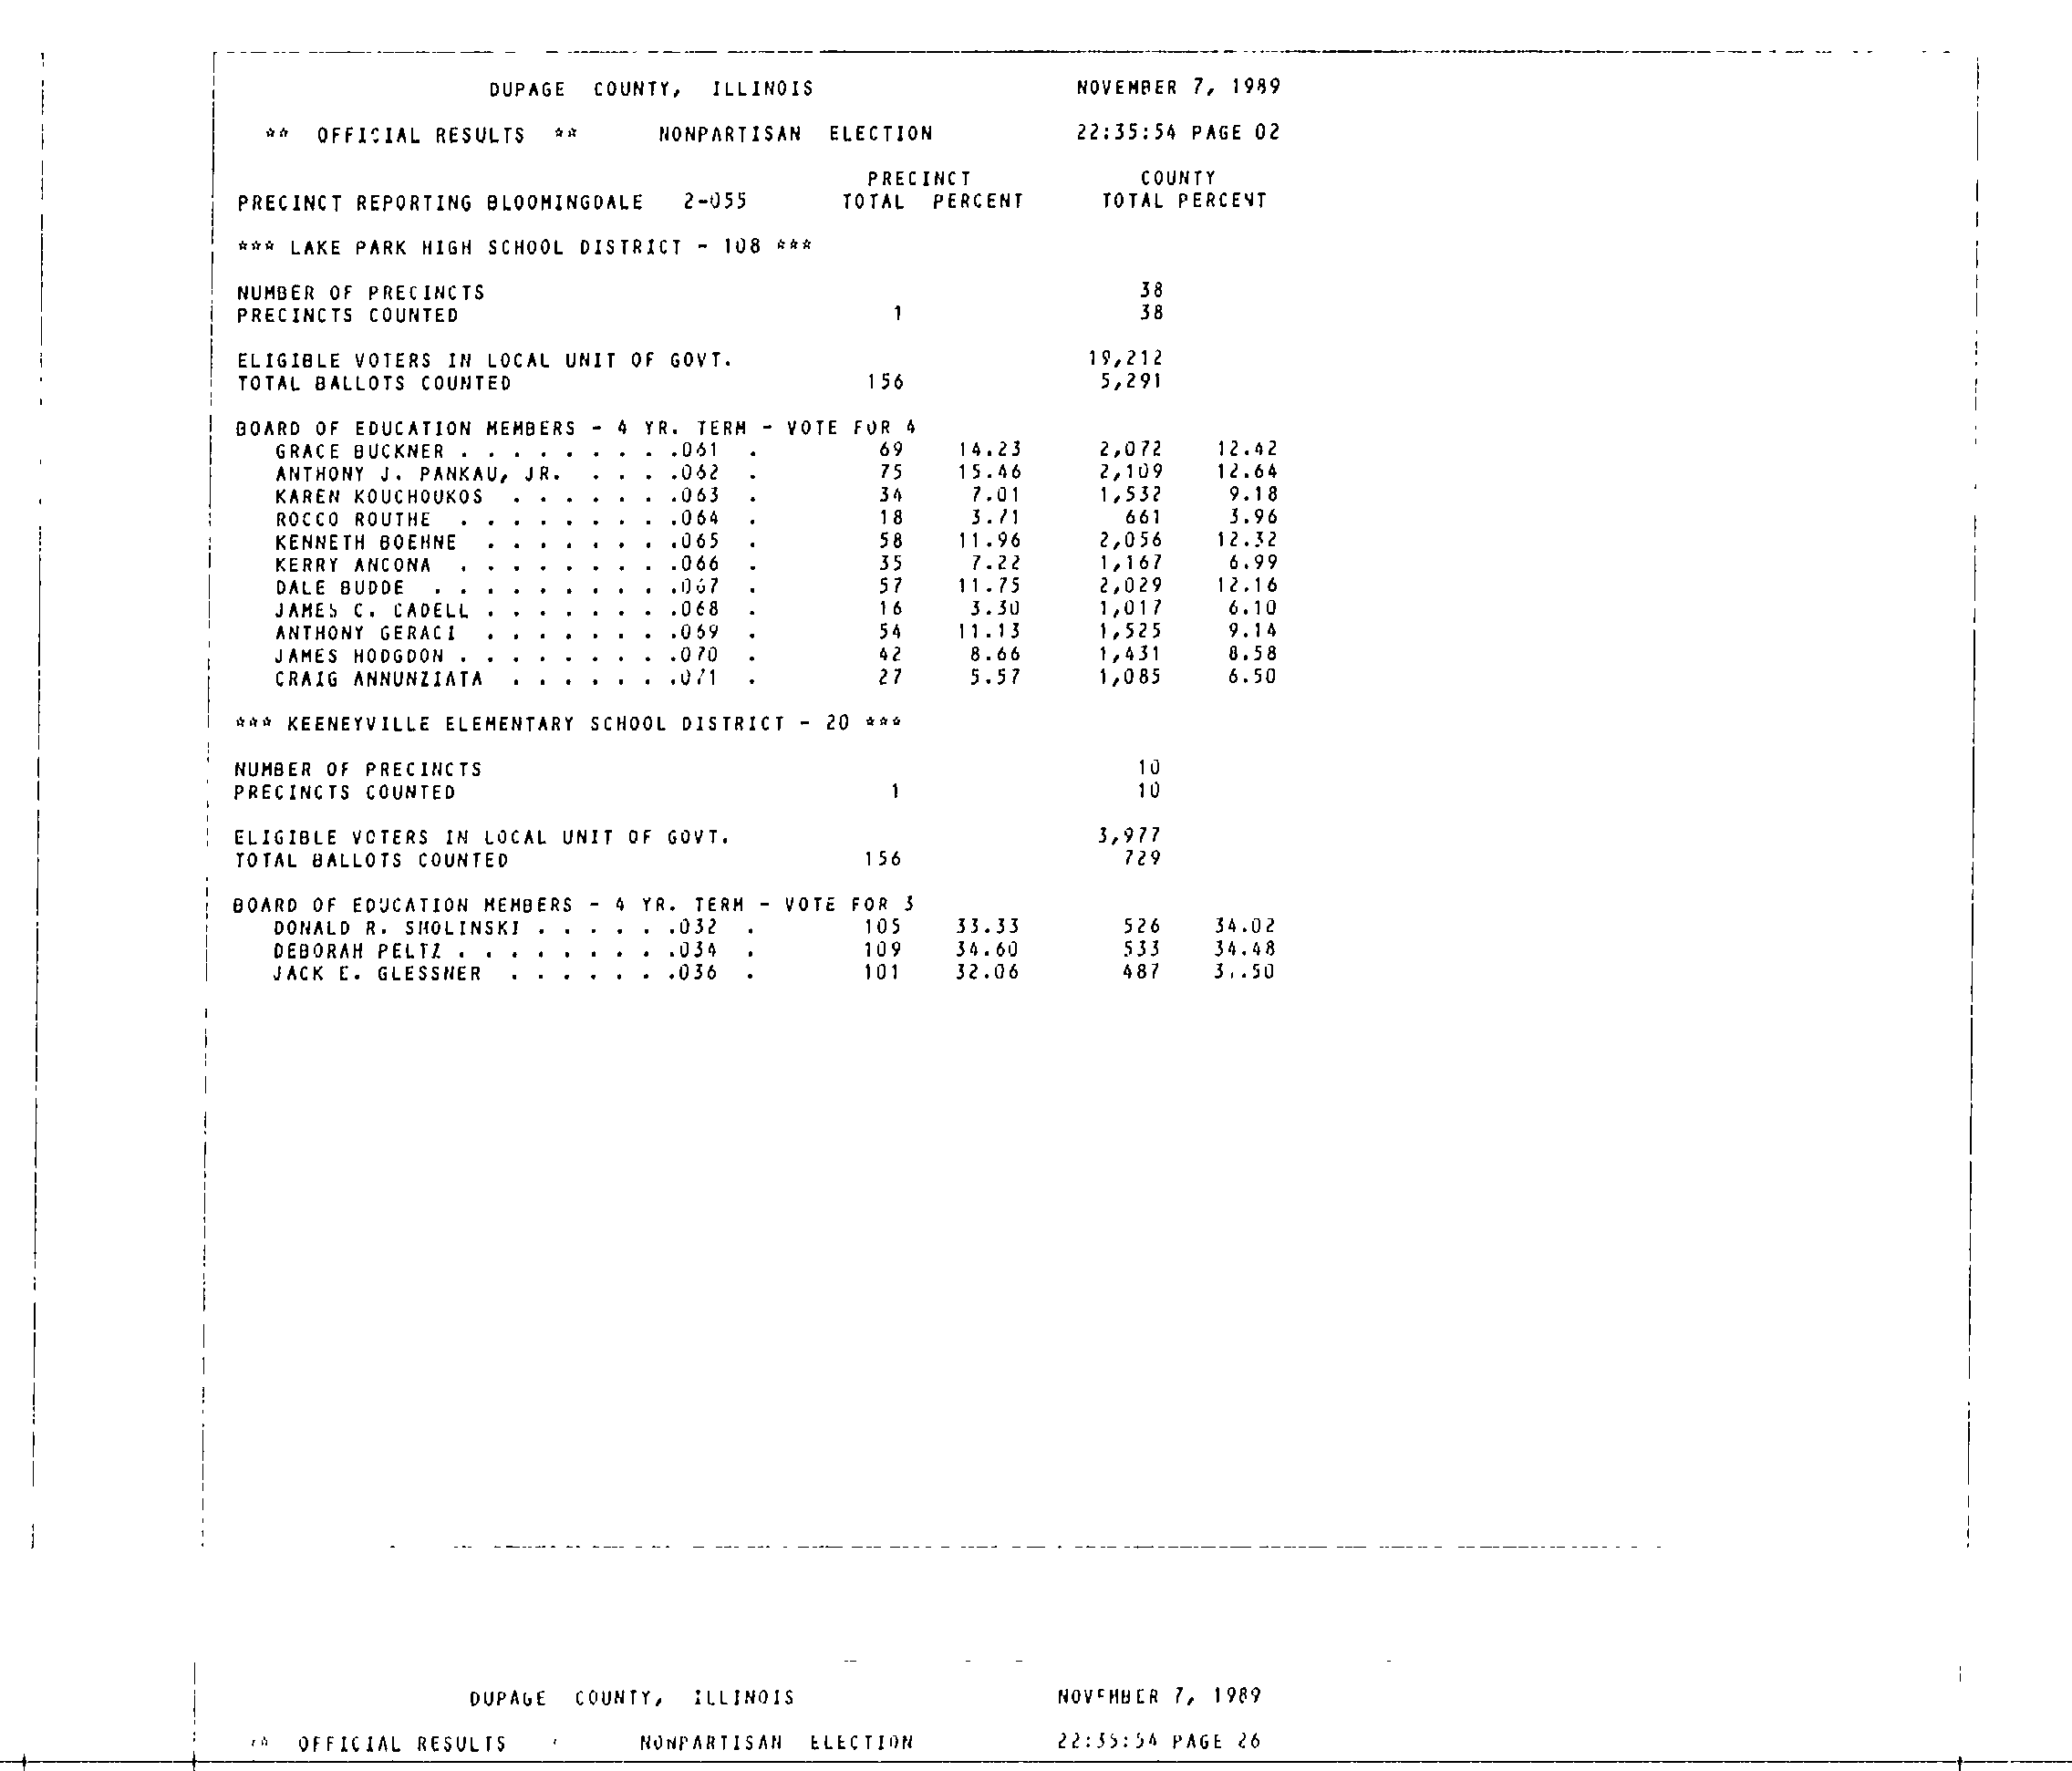 DUPAGE COUNTY, ILLINOIS NOVEMBER 7, 1989
** OFFICIAL RESULTS ** NONPARTISAN ELECTION 22:35:54 PAGE 02
PRECINCT COUNTY
PRECINCT REPORTING BLOOMINGDALE 2-055 TOTAL PERCENT TOTAL PERCENT
*** LAKE PARK HIGH SCHOOL DISTRICT - 108 ***
NUMBER OF PRECINCTS 38
PRECINCTS COUNTED 1 38
ELIGIBLE VOTERS IN LOCAL UNIT OF GOVT. 19,212
TOTAL BALLOTS COUNTED 156 5,291
BOARD OF EDUCATION MEMBERS - 4 YR. TERM - VOTE FOR 4
GRACE BUCKNER . . . . . . . . .061 . 69 14.23 2,072 12.42
ANTHONY J. PANKAU, JR. . . . .062 . 75 15.46 2,109 12.64
KAREN KOUCHOUKOS . . . . . . .063 . 34 7.01 1,532 9.18
ROCCO ROUTHE . . . . . . . . .064 . 18 3.71 661 3.96
KENNETH BOEHNE . . . . . . . .065 . 58 11.96 2,056 12.32
KERRY ANCONA . . . . . . . . .066 . 35 7.22 1,167 6.99
DALE BUDDE . . . . . . . . . .067 . 57 11.75 2,029 12.16
JAMES C. CADELL . . . . . . . .068 . 16 3.30 1,017 6.10
ANTHONY GERACI . . . . . . . .069 . 54 11.13 1,525 9.14
JAMES HODGDON . . . . . . . . .070 . 42 8.66 1,431 8.58
CRAIG ANNUNZIATA . . . . . . .071 . 27 5.57 1,085 6.50
*** KEENEYVILLE ELEMENTARY SCHOOL DISTRICT - 20 ***
NUMBER OF PRECINCTS 10
PRECINCTS COUNTED 1 10
ELIGIBLE VOTERS IN LOCAL UNIT OF GOVT. 3,977
TOTAL BALLOTS COUNTED 156 729
BOARD OF EDUCATION MEMBERS - 4 YR. TERM - VOTE FOR 3
DONALD R. SMOLINSKI . . . . . .032 . 105 33.33 526 34.02
DEBORAH PELTZ . . . . . . . . .034 . 109 34.60 533 34.48
JACK E. GLESSNER . . . . . . .036 . 101 32.06 487
DUPAGE COUNTY, ILLINOIS NOVEMBER 7, 1989
OFFICIAL RESULTS NONPARTISAN ELECTION 22:35:54 PAGE 26